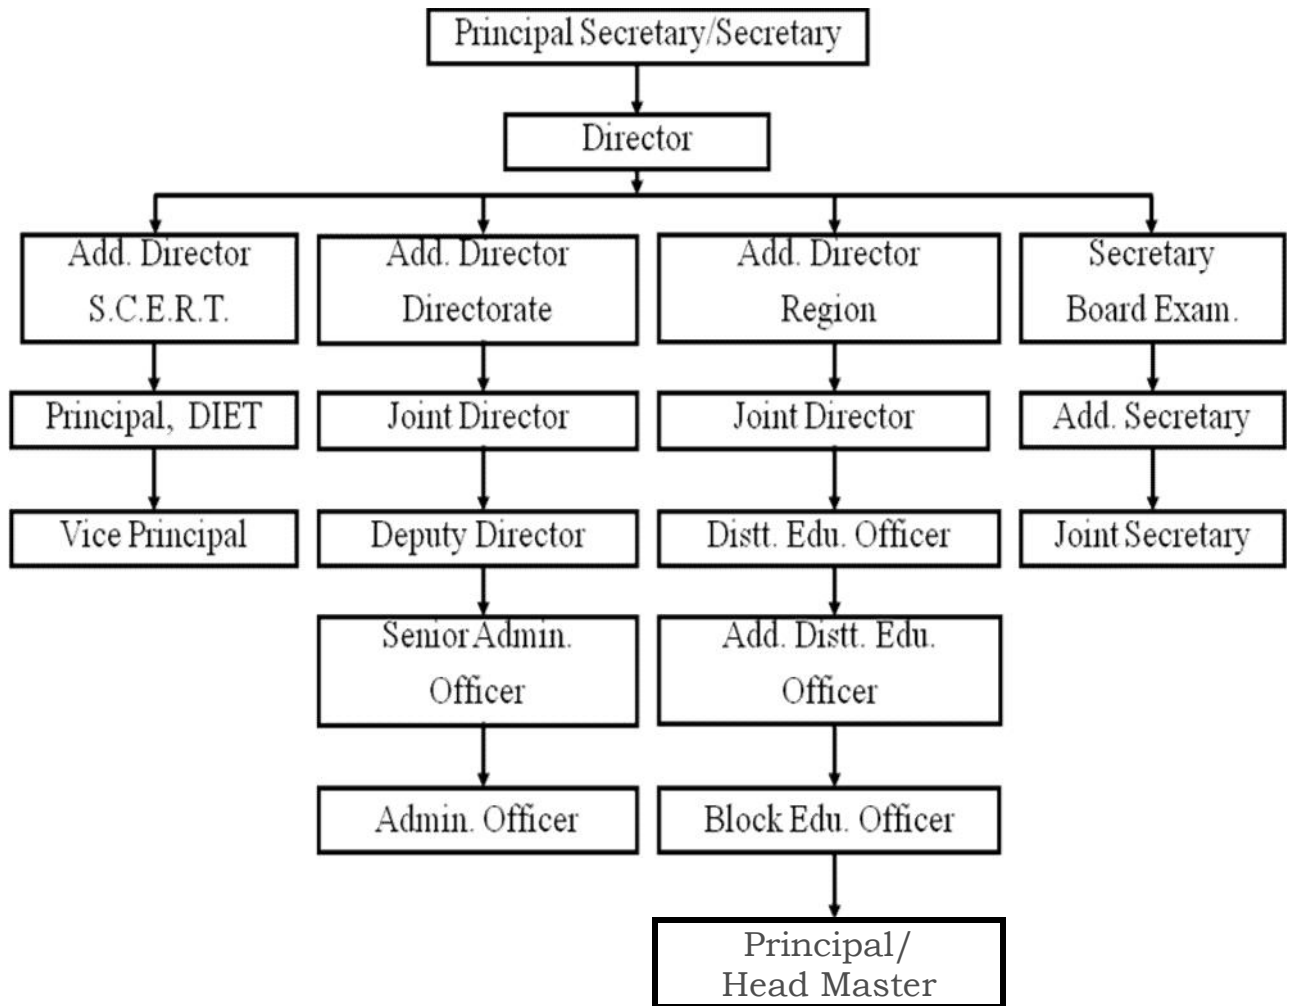 Principal Secretary/Secretary
Director
Add. Director
S.C.E.R.T.
Add. Director
Directorate
Add. Director
Region
Secretary
Board Exam.
Principal, DIET
Joint Director
Joint Director
Add. Secretary
Vice Principal
Deputy Director
Distt. Edu. Officer
Joint Secretary
Senior Admin.
Officer
Add. Distt. Edu.
Officer
Admin. Officer
Block Edu. Officer
Principal/
Head Master